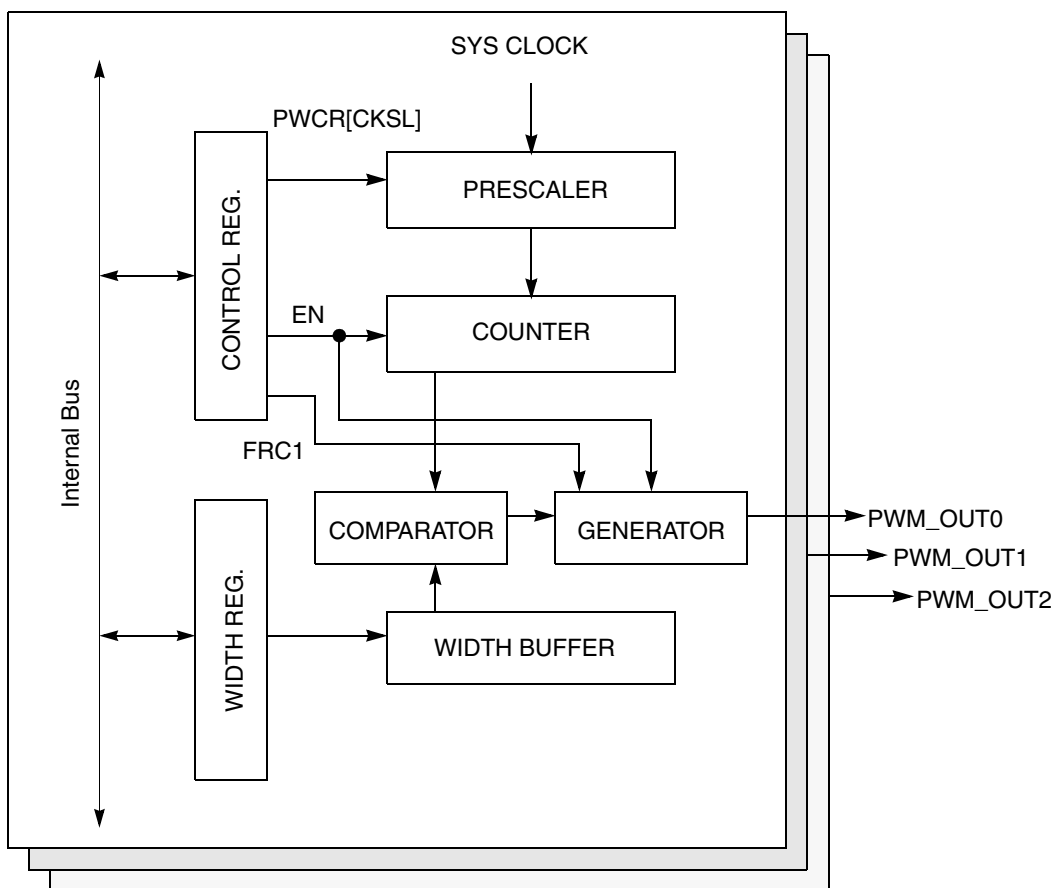 SYS CLOCK
PWCR[CKSL]
PRESCALER
CONTROL REG.
EN
COUNTER
Internal Bus
FRC1
COMPARATOR
GENERATOR
PWM_OUT0
PWM_OUT1
PWM_OUT2
WIDTH REG.
WIDTH BUFFER